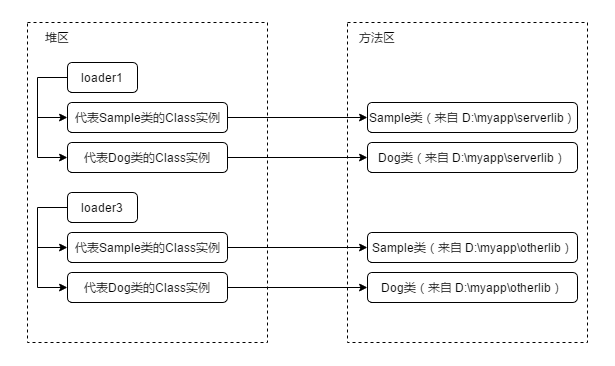 堆区
方法区
loader1
代表Sample类的Class实例
Sample类（来自 D:\myapp\serverlib）
代表Dog类的Class实例
Dog类（来自 D:\myapp\serverlib）
loader3
代表Sample类的Class实例
Sample类（来自 D:\myapp\otherlib）
代表Dog类的Class实例
Dog类（来自 D:\myapp\otherlib）